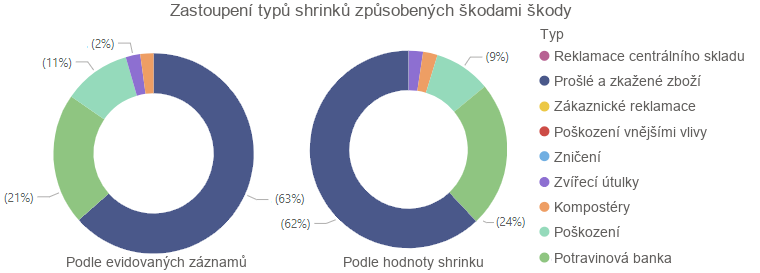 Zastoupení typů shrinků způsobených škodami škody
(2%)
(11%)
(21%)
(63%)
Podle evidovaných záznamů
(9%)
(62%)
(24%)
Podle hodnoty shrinku
Typ
Reklamace centrálního skladu
Prošlé a zkažené zboží
Zákaznické reklamace
Poškození vnějšími vlivy
Zničení
Zvířecí útulky
Kompostéry
Poškození
Potravinová banka